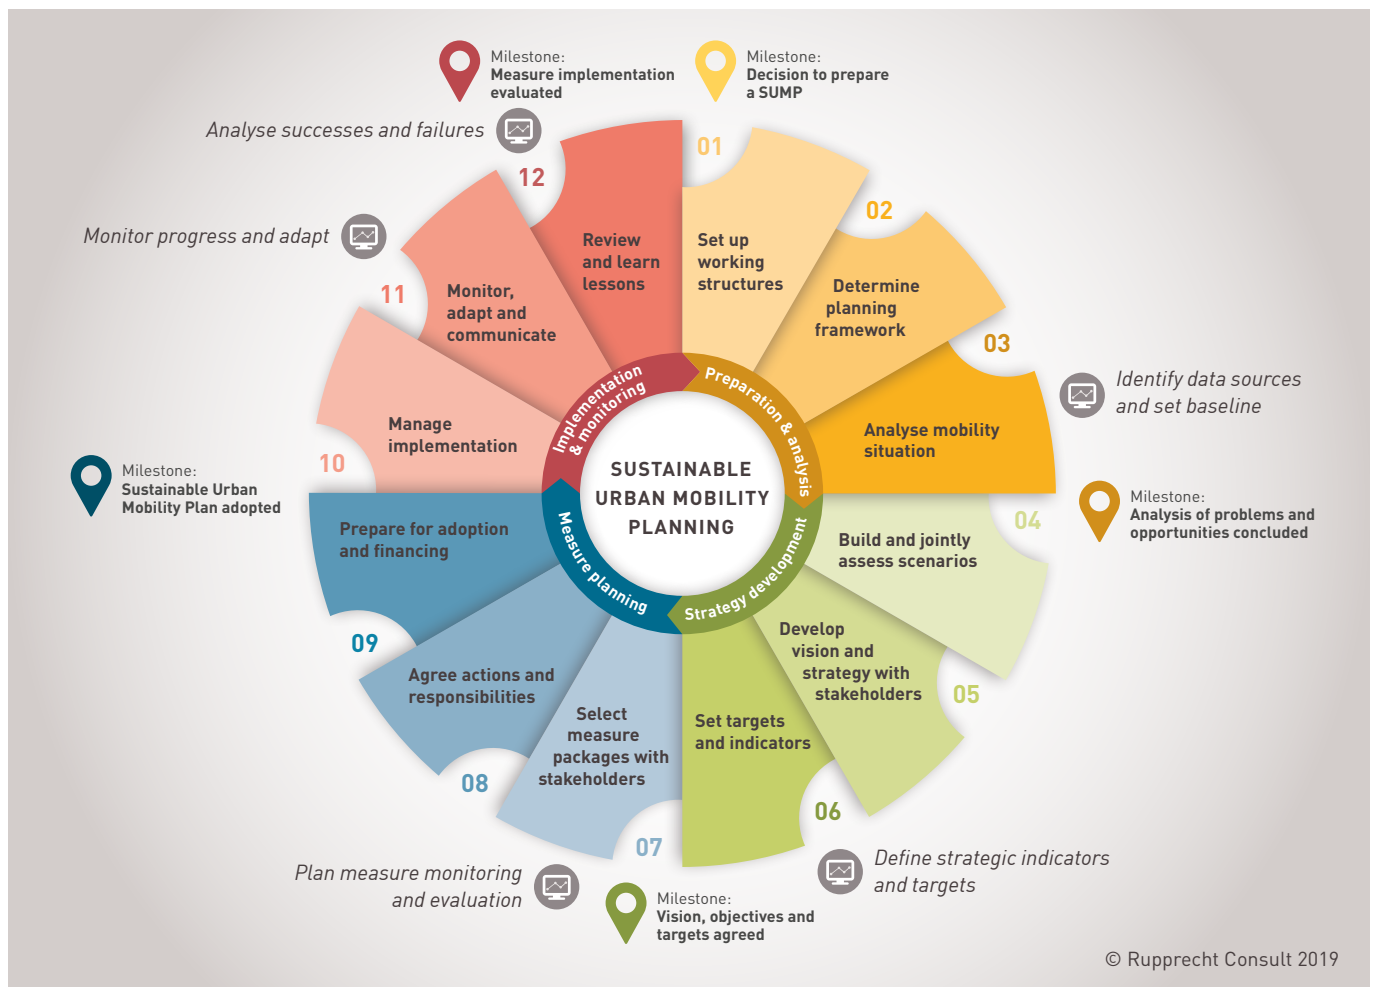 Milestone:
Measure implementation
evaluated
Milestone:
Decision to prepare
a SUMP
Analyse successes and failures
Monitor progress and adapt
01
Set up
working
structures
02
Determine
planning
framework
03
Analyse mobility
situation
Identify data sources
and set baseline
Milestone:
Analysis of problems and
opportunities concluded
04
Build and jointly
assess scenarios
05
Develop
vision and
strategy with
stakeholders
06
Set targets
and indicators
Define strategic indicators
and targets
Milestone:
Vision, objectives and
targets agreed
07
Select
measure
packages with
stakeholders
Plan measure monitoring
and evaluation
08
Agree actions and
responsibilities
09
Prepare for adoption
and financing
Milestone:
Sustainable Urban
Mobility Plan adopted
10
Manage
implementation
11
Monitor,
adapt and
communicate
12
Review
and learn
lessons
Preparation & analysis
Strategy development
Measure planning
Implementation
& monitoring
SUSTAINABLE
URBAN MOBILITY
PLANNING
© Rupprecht Consult 2019